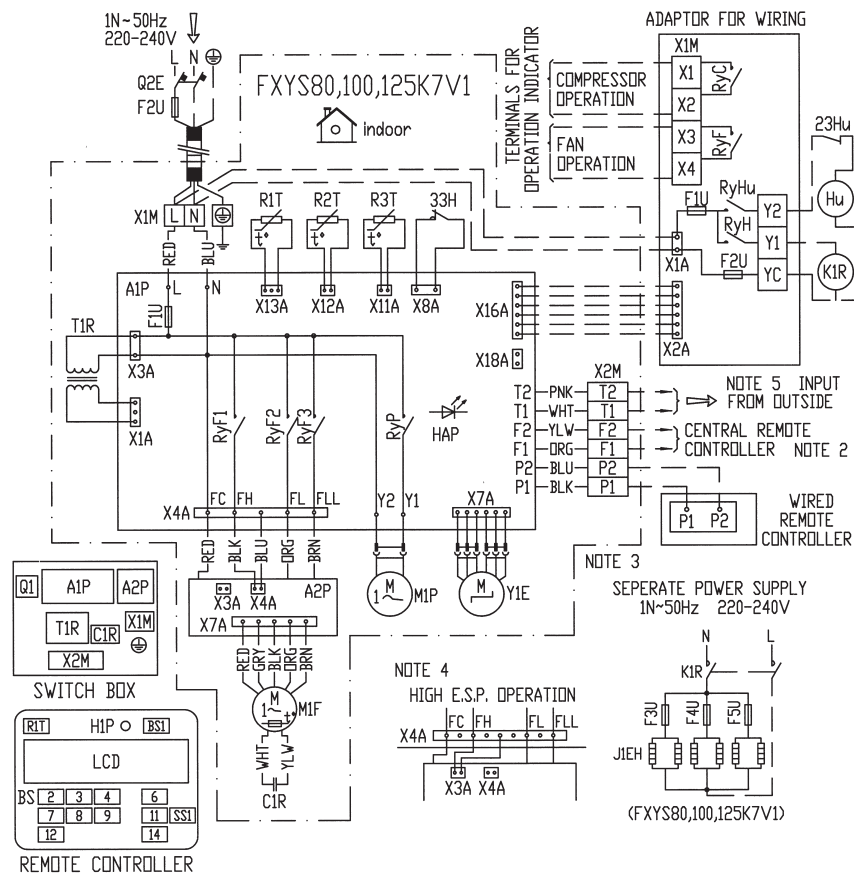 1N~50Hz
220-240V
L N
Q2E
F2U
FXYS80,100,125K7V1
indoor
TERMINALS FOR
OPERATION INDICATOR
COMPRESSOR
OPERATION
FAN
OPERATION
ADAPTOR FOR WIRING
X1M
X1
X2
X3
X4
RyC
RyF
23Hu
Hu
RyHu
F1U
RyH
F2U
Y2
Y1
YC
X1A
K1R
X2A
X1M
L N
RED
BLU
R1T
R2T
R3T
33H
t°
t°
t°
X13A
X12A
X11A
X8A
A1P
L
N
F1U
T1R
X3A
X1A
X16A
X18A
RyF1
RyF2
RyF3
RyP
HAP
X2M
T2 PNK T2
T1 WHT T1
F2 YLW F2
F1 ORG F1
P2 BLU P2
P1 BLK P1
NOTE 5 INPUT
FROM OUTSIDE
CENTRAL REMOTE
CONTROLLER NOTE 2
P1 P2
WIRED
REMOTE
CONTROLLER
X4A
FC FH FL FLL
Y2 Y1
X7A
RED
BLK
BLU
ORG
BRN
X3A X4A
A2P
X7A
M
1~
M1P
M
Y1E
NOTE 3
RED
GRY
BLK
ORG
BRN
M
1~
t°
M1F
WHT
YLW
C1R
Q1
A1P
A2P
T1R
C1R
X1M
X2M
SWITCH BOX
R1T
H1P
BS1
LCD
BS 2 3 4 6
7 8 9 11 SS1
12 14
REMOTE CONTROLLER
NOTE 4
HIGH E.S.P. OPERATION
FC FH FL FLL
X4A
X3A X4A
SEPERATE POWER SUPPLY
1N~50Hz 220-240V
N L
K1R
F3U
F4U
F5U
J1EH
(FXYS80,100,125K7V1)